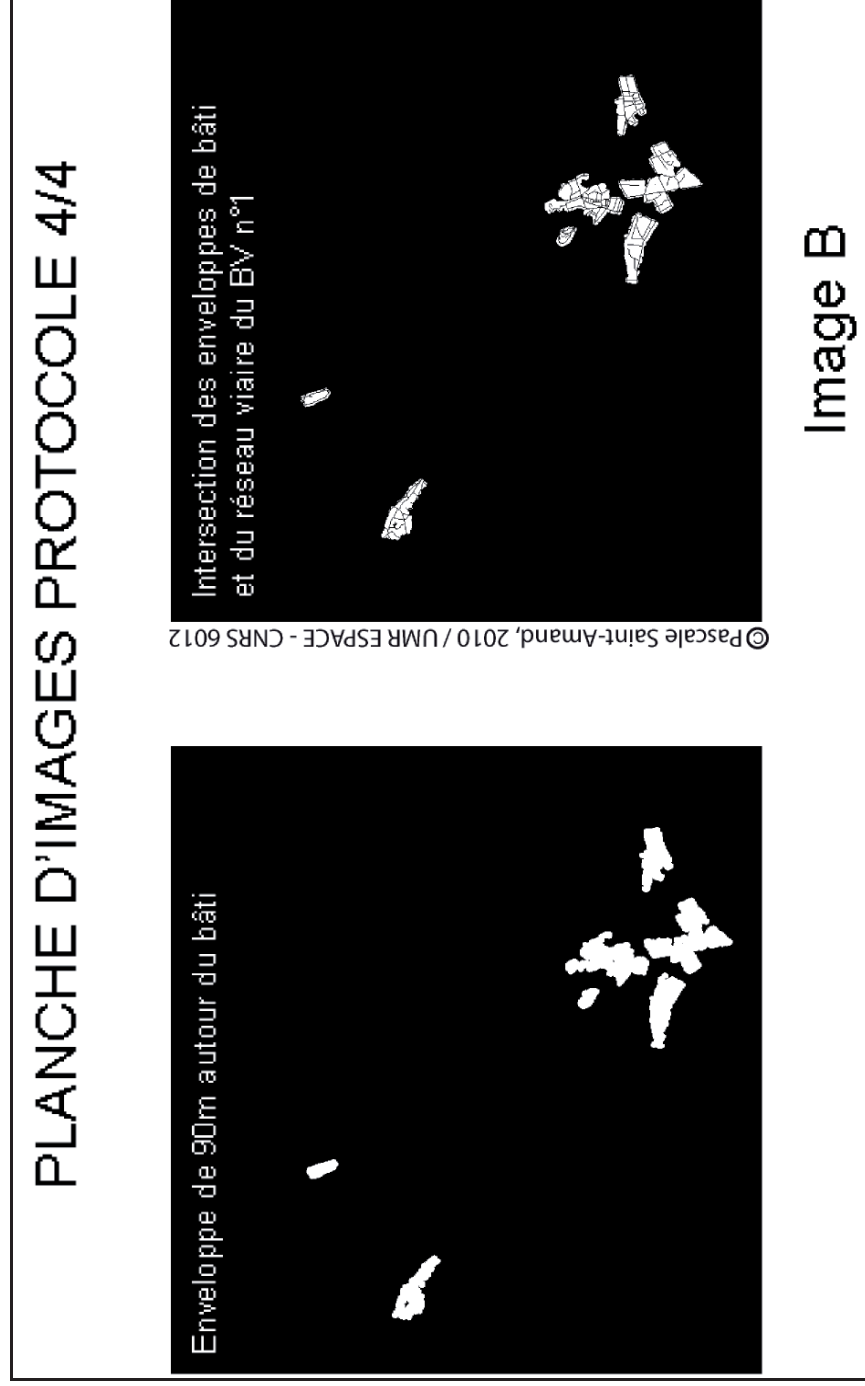 PLANCHE D'IMAGES PROTOCOLE 4/4
Enveloppe de 90m autour du bâti
©Pascale Saint-Amand, 2010 / UMR ESPACE - CNRS 6012
Intersection des enveloppes de bâti
et du réseau viaire du BV n°1
Image B